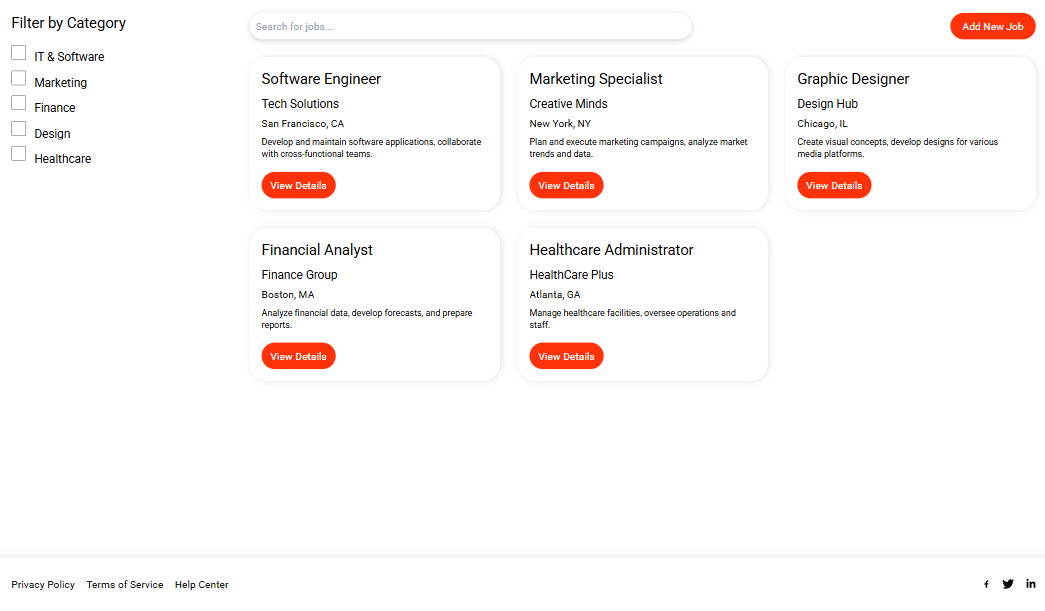 Filter by Category
IT & Software
Marketing
Finance
Design
Healthcare
Search for jobs...
Add New Job
Software Engineer
Tech Solutions
San Francisco, CA
Develop and maintain software applications, collaborate
with cross-functional teams.
View Details
Marketing Specialist
Creative Minds
New York, NY
Plan and execute marketing campaigns, analyze market
trends and data.
View Details
Graphic Designer
Design Hub
Chicago, IL
Create visual concepts, develop designs for various
media platforms.
View Details
Financial Analyst
Finance Group
Boston, MA
Analyze financial data, develop forecasts, and prepare
reports.
View Details
Healthcare Administrator
HealthCare Plus
Atlanta, GA
Manage healthcare facilities, oversee operations and
staff.
View Details
Privacy Policy
Terms of Service
Help Center